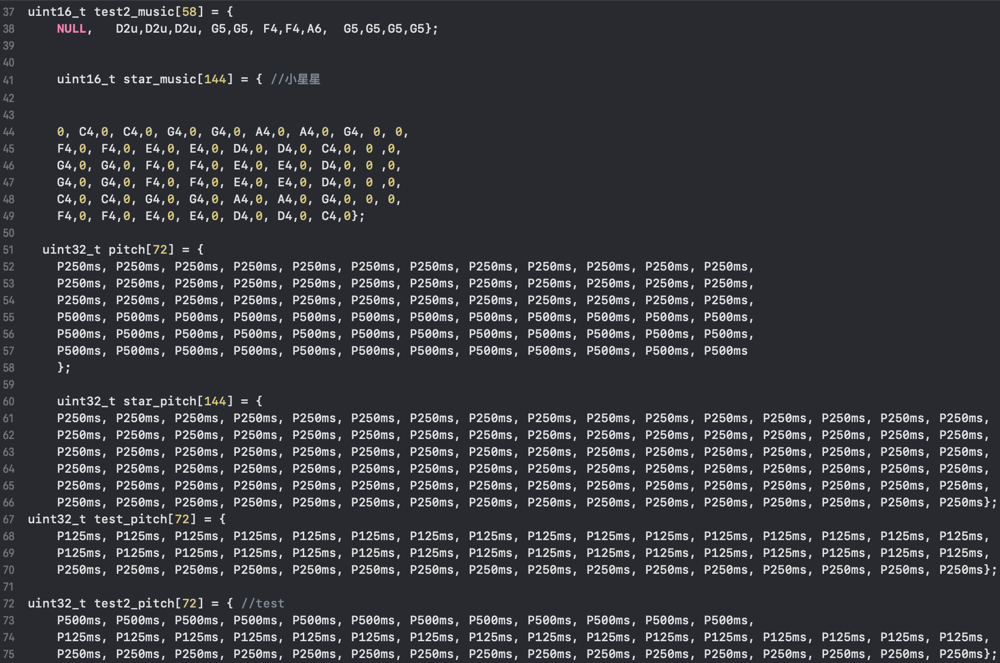 37 uint16_t test2_music[58] = {
38 NULL,   D2u,D2u,D2u, G5,G5, F4,F4,A6,  G5,G5,G5,G5};
39
40
41 uint16_t star_music[144] = { //小星星
42
43
44 0, C4,0, C4,0, G4,0, G4,0, A4,0, A4,0, G4, 0, 0,
45 F4,0, F4,0, E4,0, E4,0, D4,0, D4,0, C4,0, 0 ,0,
46 G4,0, G4,0, F4,0, F4,0, E4,0, E4,0, D4,0, 0 ,0,
47 G4,0, G4,0, F4,0, F4,0, E4,0, E4,0, D4,0, 0 ,0,
48 C4,0, C4,0, G4,0, G4,0, A4,0, A4,0, G4,0, 0, 0,
49 F4,0, F4,0, E4,0, E4,0, D4,0, D4,0, C4,0};
50
51 uint32_t pitch[72] = {
52 P250ms, P250ms, P250ms, P250ms, P250ms, P250ms, P250ms, P250ms, P250ms, P250ms, P250ms, P250ms,
53 P250ms, P250ms, P250ms, P250ms, P250ms, P250ms, P250ms, P250ms, P250ms, P250ms, P250ms, P250ms,
54 P250ms, P250ms, P250ms, P250ms, P250ms, P250ms, P250ms, P250ms, P250ms, P250ms, P250ms, P250ms,
55 P500ms, P500ms, P500ms, P500ms, P500ms, P500ms, P500ms, P500ms, P500ms, P500ms, P500ms, P500ms,
56 P500ms, P500ms, P500ms, P500ms, P500ms, P500ms, P500ms, P500ms, P500ms, P500ms, P500ms, P500ms,
57 P500ms, P500ms, P500ms, P500ms, P500ms, P500ms, P500ms, P500ms, P500ms, P500ms, P500ms, P500ms
58 };
59
60 uint32_t star_pitch[144] = {
61 P250ms, P250ms, P250ms, P250ms, P250ms, P250ms, P250ms, P250ms, P250ms, P250ms, P250ms, P250ms, P250ms, P250ms, P250ms, P250ms,
62 P250ms, P250ms, P250ms, P250ms, P250ms, P250ms, P250ms, P250ms, P250ms, P250ms, P250ms, P250ms, P250ms, P250ms, P250ms, P250ms,
63 P250ms, P250ms, P250ms, P250ms, P250ms, P250ms, P250ms, P250ms, P250ms, P250ms, P250ms, P250ms, P250ms, P250ms, P250ms, P250ms,
64 P250ms, P250ms, P250ms, P250ms, P250ms, P250ms, P250ms, P250ms, P250ms, P250ms, P250ms, P250ms, P250ms, P250ms, P250ms, P250ms,
65 P250ms, P250ms, P250ms, P250ms, P250ms, P250ms, P250ms, P250ms, P250ms, P250ms, P250ms, P250ms, P250ms, P250ms, P250ms, P250ms,
66 P250ms, P250ms, P250ms, P250ms, P250ms, P250ms, P250ms, P250ms, P250ms, P250ms, P250ms, P250ms, P250ms, P250ms, P250ms, P250ms};
67 uint32_t test_pitch[72] = {
68 P125ms, P125ms, P125ms, P125ms, P125ms, P125ms, P125ms, P125ms, P125ms, P125ms, P125ms, P125ms, P125ms, P125ms, P125ms, P125ms,
69 P125ms, P125ms, P125ms, P125ms, P125ms, P125ms, P125ms, P125ms, P125ms, P125ms, P125ms, P125ms, P125ms, P125ms, P125ms, P125ms,
70 P250ms, P250ms, P250ms, P250ms, P250ms, P250ms, P250ms, P250ms, P250ms, P250ms, P250ms, P250ms, P250ms, P250ms, P250ms, P250ms};
71
72 uint32_t test2_pitch[72] = { //test
73 P500ms, P500ms, P500ms, P500ms, P500ms, P500ms, P500ms, P500ms, P500ms, P500ms, P500ms, P500ms,
74 P125ms, P125ms, P125ms, P125ms, P125ms, P125ms, P125ms, P125ms, P125ms, P125ms, P125ms, P125ms, P125ms, P125ms, P125ms, P125ms,
75 P250ms, P250ms, P250ms, P250ms, P250ms, P250ms, P250ms, P250ms, P250ms, P250ms, P250ms, P250ms, P250ms, P250ms, P250ms, P250ms};